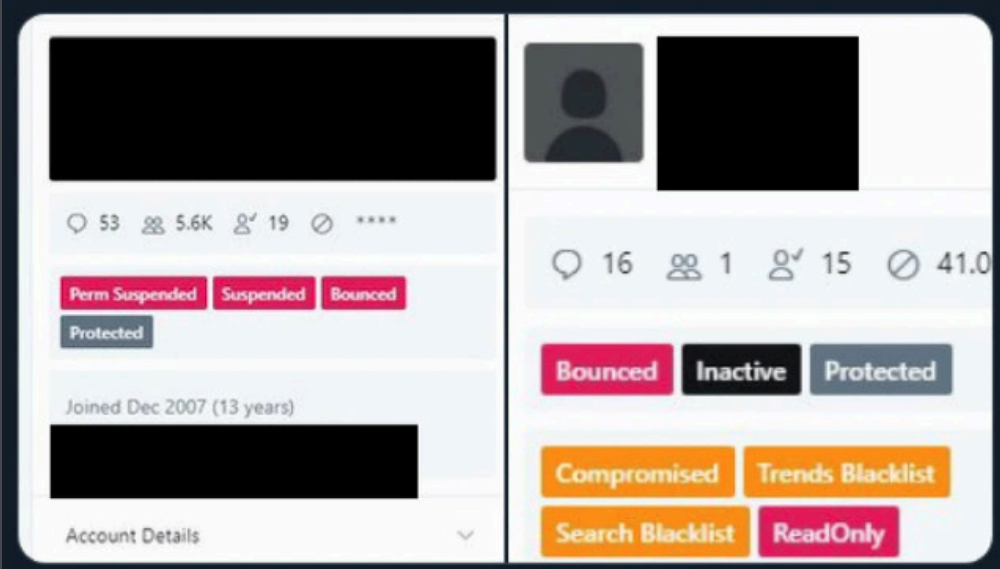 53 5.6K 19 ****
Perm Suspended Suspended Bounced
Protected
Joined Dec 2007 (13 years)
Account Details
16 1 15 41.0
Bounced Inactive Protected
Compromised Trends Blacklist
Search Blacklist ReadOnly